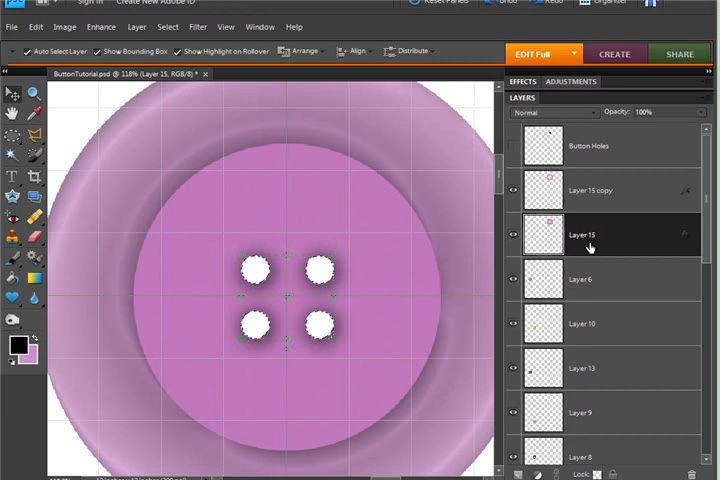 Sign In Create New Adobe ID Reset Panels Undo Redo Organizer
File Edit Image Enhance Layer Select Filter View Window Help
Auto Select Layer Show Bounding Box Show Highlight on Rollover Arrange Align Distribute EDIT Full CREATE SHARE
ButtonTutorial.psd @ 118% (Layer 15, RGB/8) * ×
EFFECTS ADJUSTMENTS
LAYERS
Normal Opacity: 100%
Button Holes
Layer 15 copy
Layer 15
Layer 6
Layer 10
Layer 13
Layer 9
Layer 8
Lock: